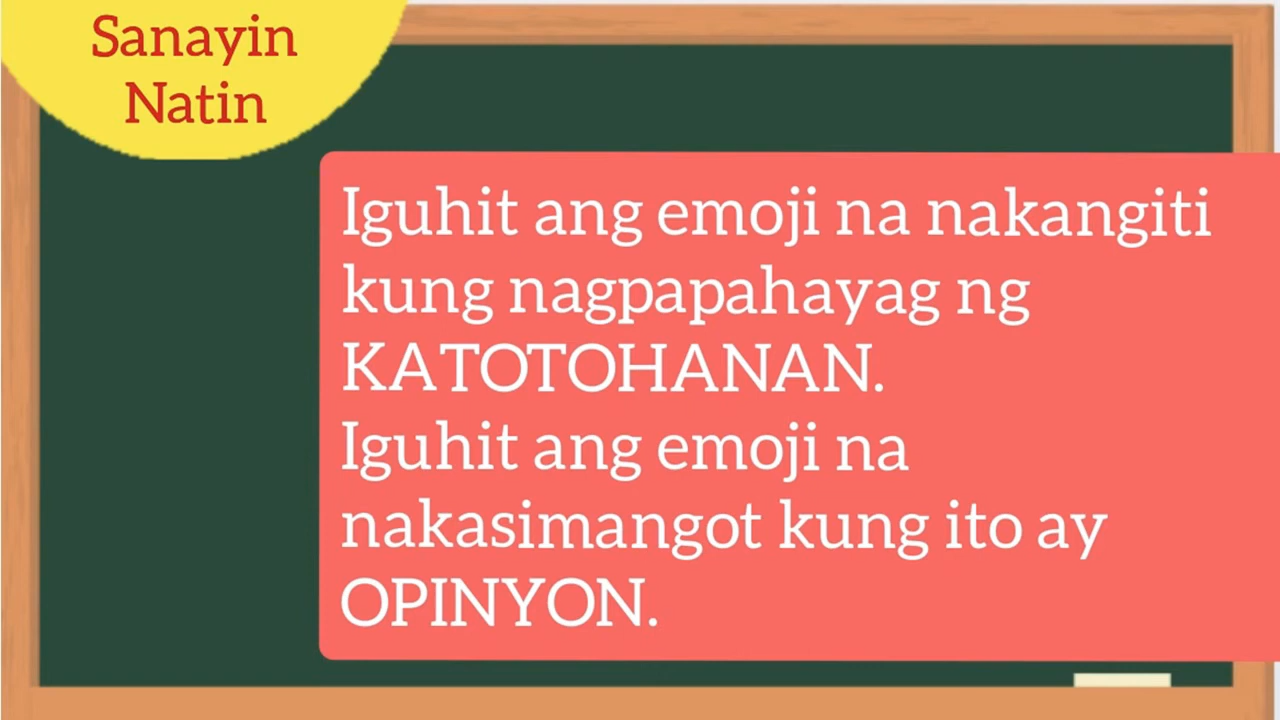 Sanayin
Natin
Iguhit ang emoji na nakangiti
kung nagpapahayag ng
KATOTOHANAN.
Iguhit ang emoji na
nakasimangot kung ito ay
OPINYON.